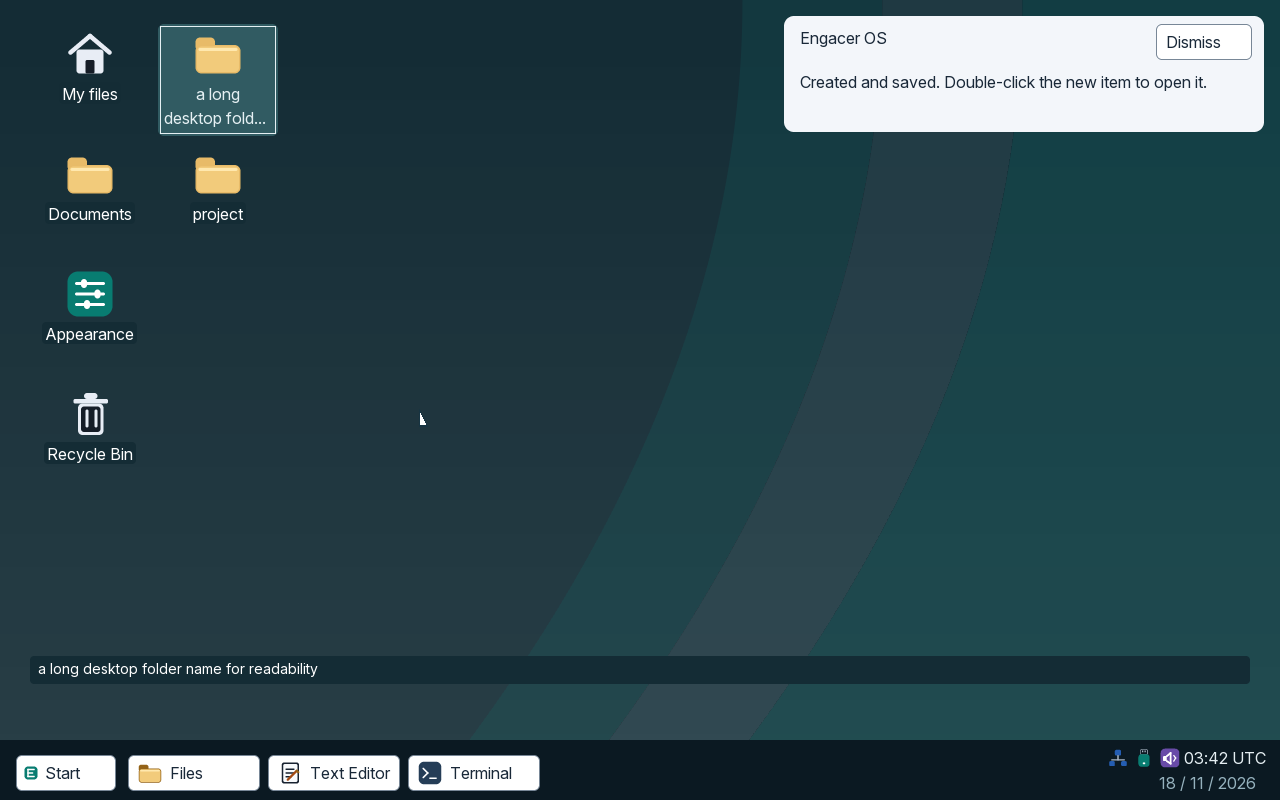 My files
a long
desktop fold...
Documents
project
Appearance
Recycle Bin
Engacer OS
Dismiss
Created and saved. Double-click the new item to open it.
a long desktop folder name for readability
Start
Files
Text Editor
Terminal
03:42 UTC
18 / 11 / 2026